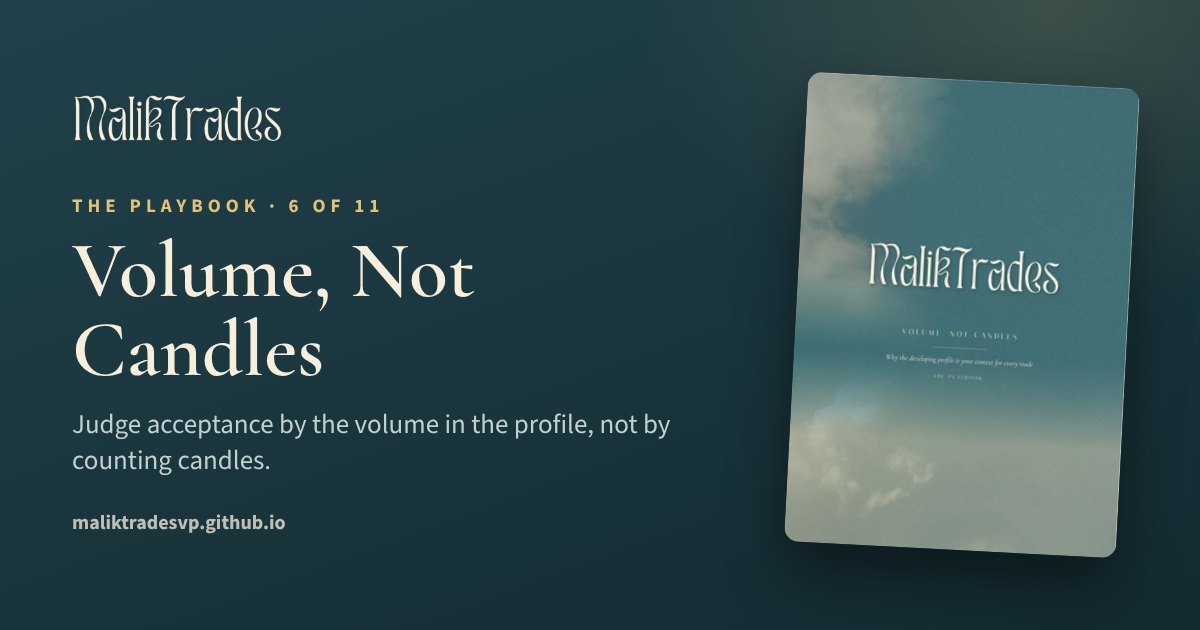 MalikTrades
THE PLAYBOOK · 6 OF 11
Volume, Not
Candles
Judge acceptance by the volume in the profile, not by
counting candles.
maliktradesvp.github.io
MalikTrades
VOLUME, NOT CANDLES
Why the developing profile is your context for every trade
THE PLAYBOOK